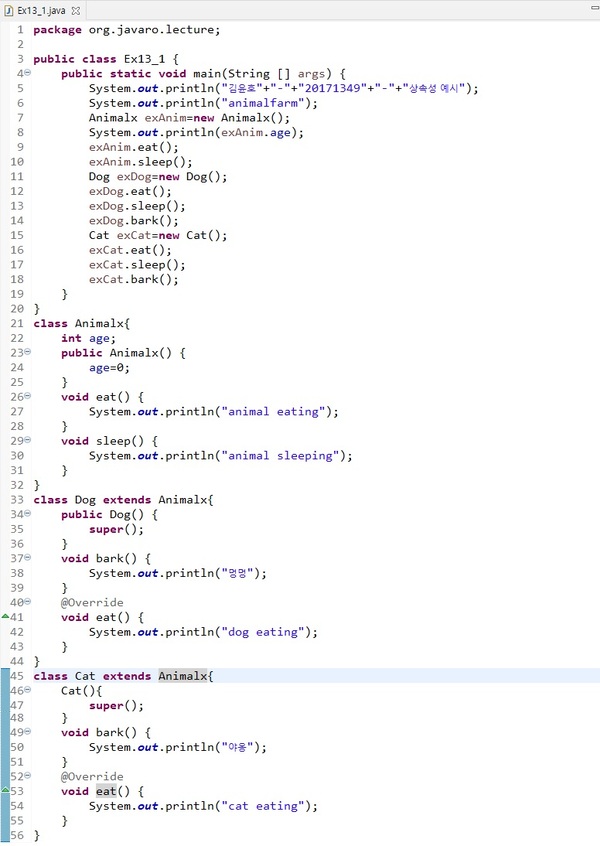 Ex13_1.java
1 package org.javaro.lecture;
2
3 public class Ex13_1 {
4 public static void main(String [] args) {
5 System.out.println("김윤호"+"-"+"20171349"+"-"+"상속성 예시");
6 System.out.println("animalfarm");
7 Animalx exAnim=new Animalx();
8 System.out.println(exAnim.age);
9 exAnim.eat();
10 exAnim.sleep();
11 Dog exDog=new Dog();
12 exDog.eat();
13 exDog.sleep();
14 exDog.bark();
15 Cat exCat=new Cat();
16 exCat.eat();
17 exCat.sleep();
18 exCat.bark();
19 }
20 }
21 class Animalx{
22 int age;
23 public Animalx() {
24 age=0;
25 }
26 void eat() {
27 System.out.println("animal eating");
28 }
29 void sleep() {
30 System.out.println("animal sleeping");
31 }
32 }
33 class Dog extends Animalx{
34 public Dog() {
35 super();
36 }
37 void bark() {
38 System.out.println("멍멍");
39 }
40 @Override
41 void eat() {
42 System.out.println("dog eating");
43 }
44 }
45 class Cat extends Animalx{
46 Cat(){
47 super();
48 }
49 void bark() {
50 System.out.println("야옹");
51 }
52 @Override
53 void eat() {
54 System.out.println("cat eating");
55 }
56 }